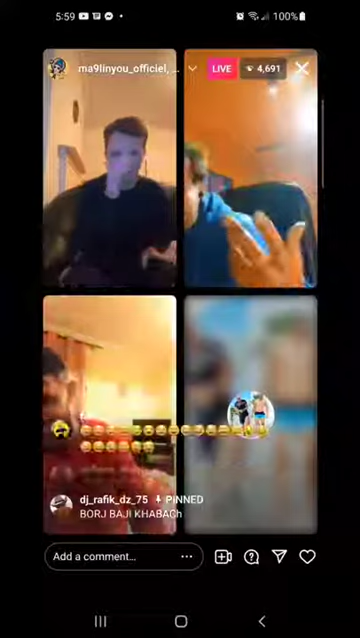 5:59
100%
ma9linyou_officiel, ...
LIVE
4,691
dj_rafik_dz_75 PINNED
BORJ BAJI KHABACh
Add a comment...